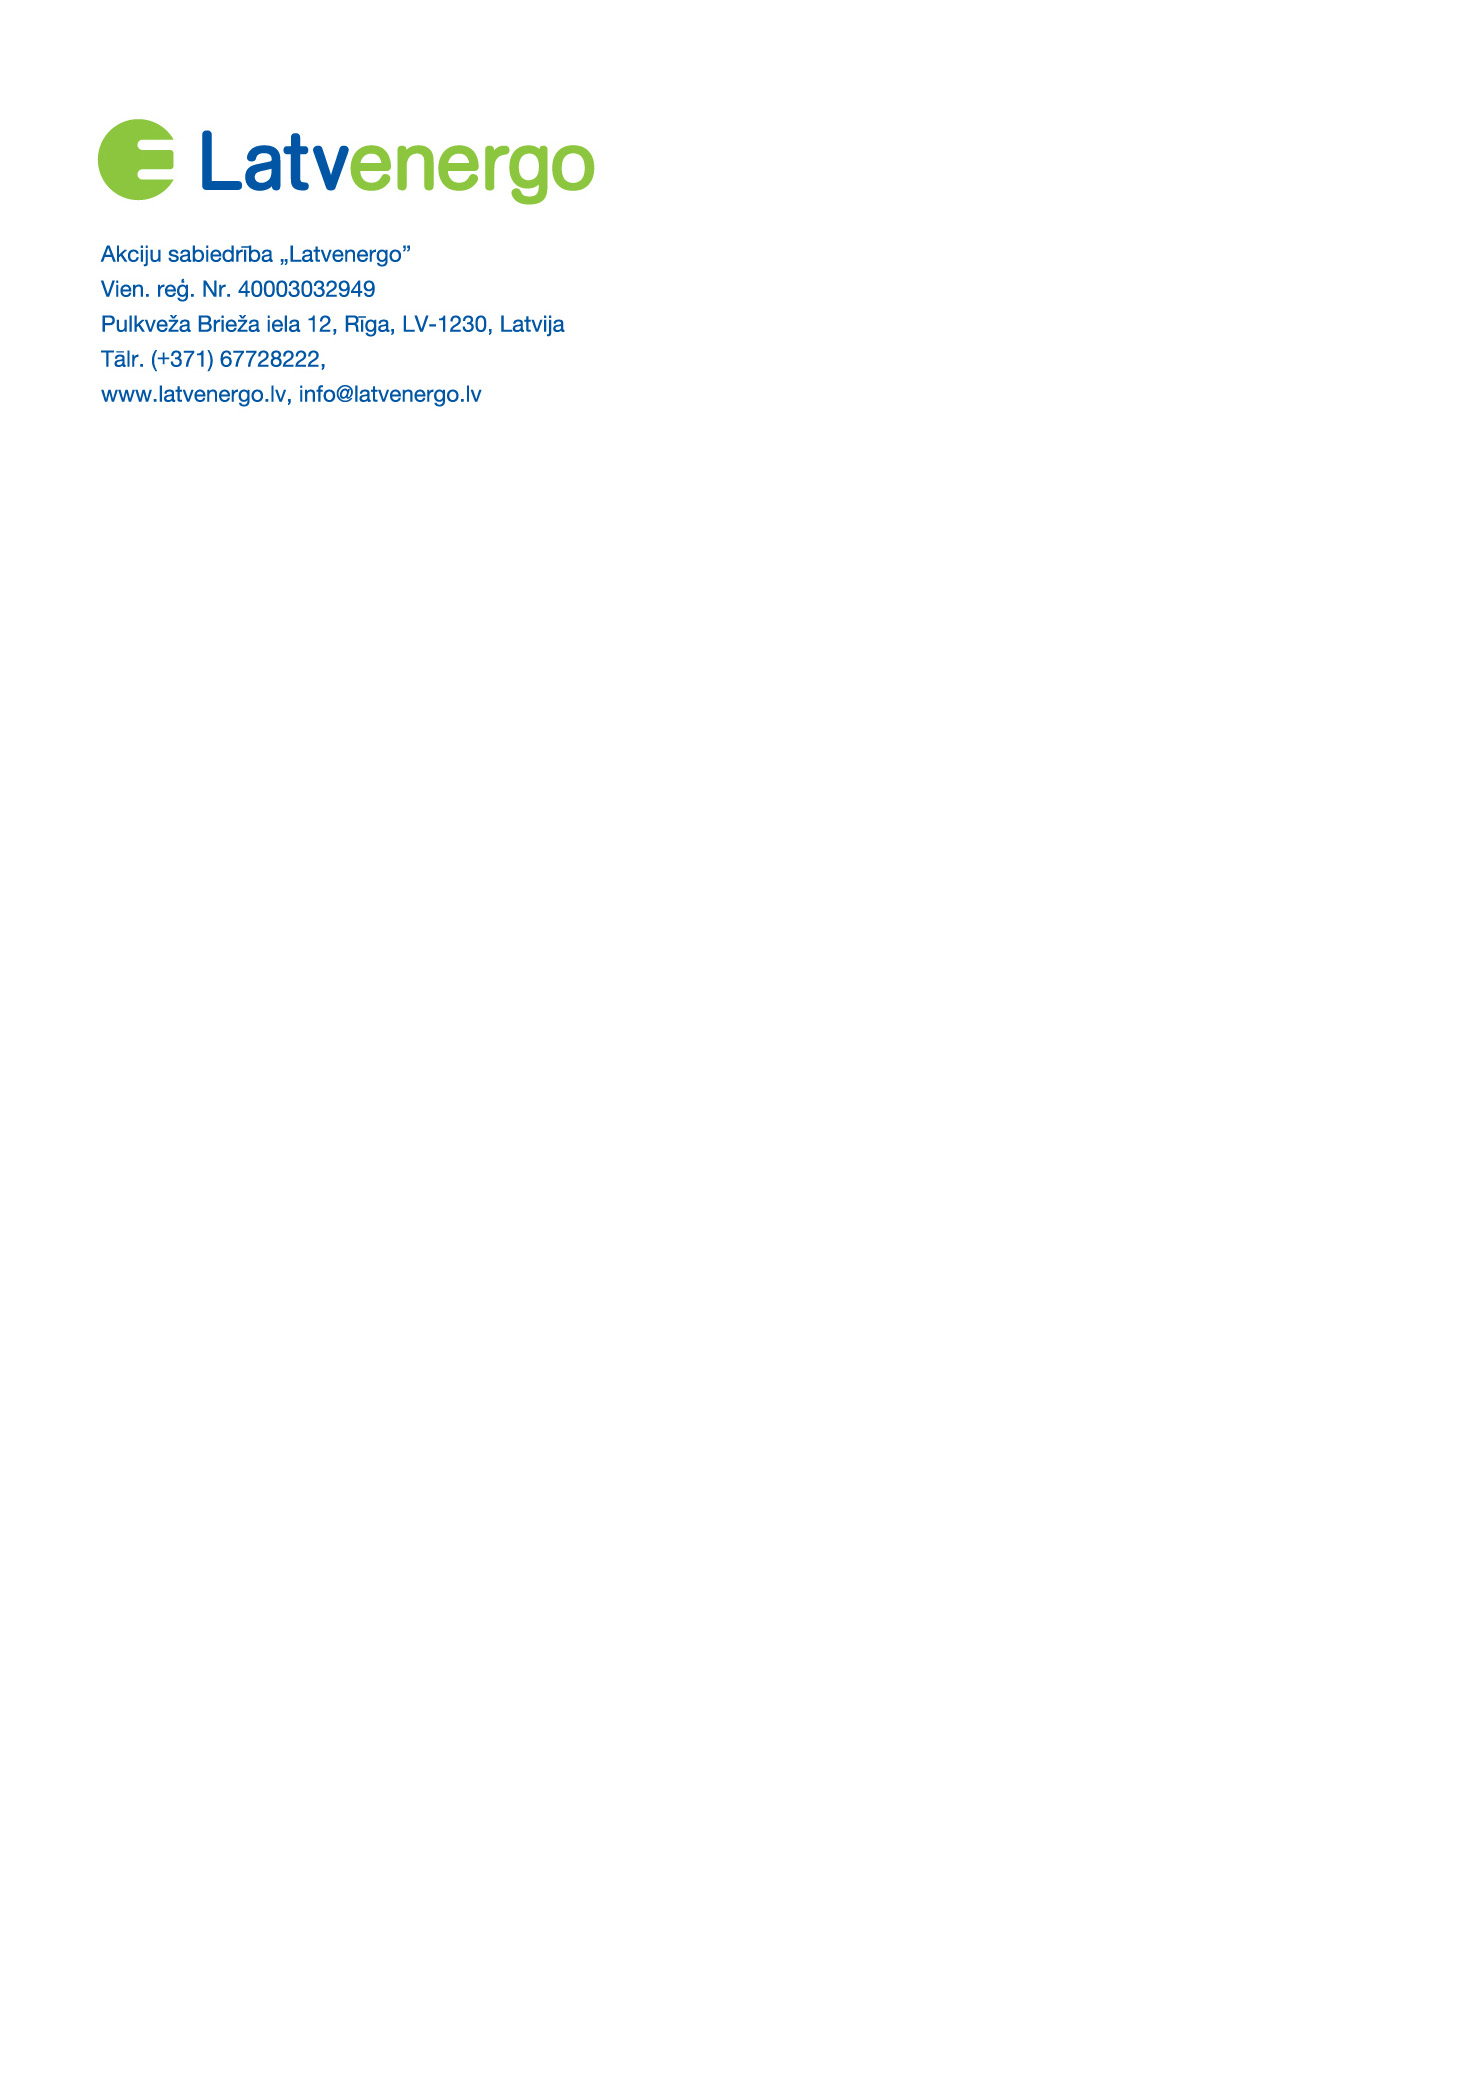 Latvenergo
Akciju sabiedrība „Latvenergo”
Vien. reģ. Nr. 40003032949
Pulkveža Brieža iela 12, Rīga, LV-1230, Latvija
Tālr. (+371) 67728222,
www.latvenergo.lv, info@latvenergo.lv